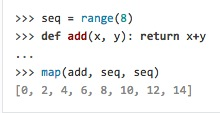 >>> seq = range(8)
>>> def add(x, y): return x+y
...
>>> map(add, seq, seq)
[0, 2, 4, 6, 8, 10, 12, 14]